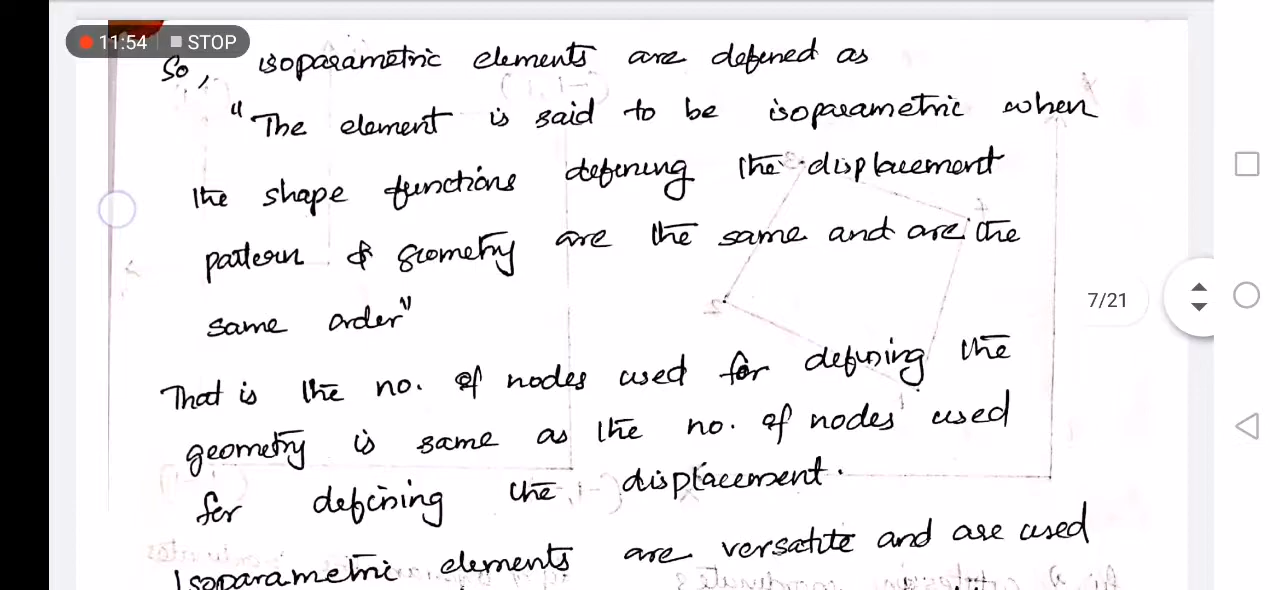 11:54 STOP
So, isoparametric elements are defined as
"The element is said to be isoparametric when
the shape functions defining the displacement
pattern & geometry are the same and are the
same order"
7/21
That is the no. of nodes used for defining the
geometry is same as the no. of nodes used
for defining the displacement.
Isoparametric elements are versatite and are used